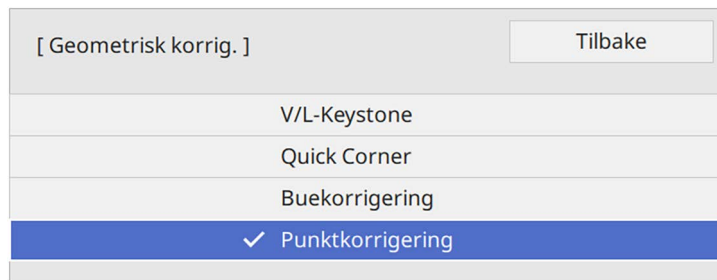 [ Geometrisk korrig. ]
Tilbake
V/L-Keystone
Quick Corner
Buekorrigering
Punktkorrigering